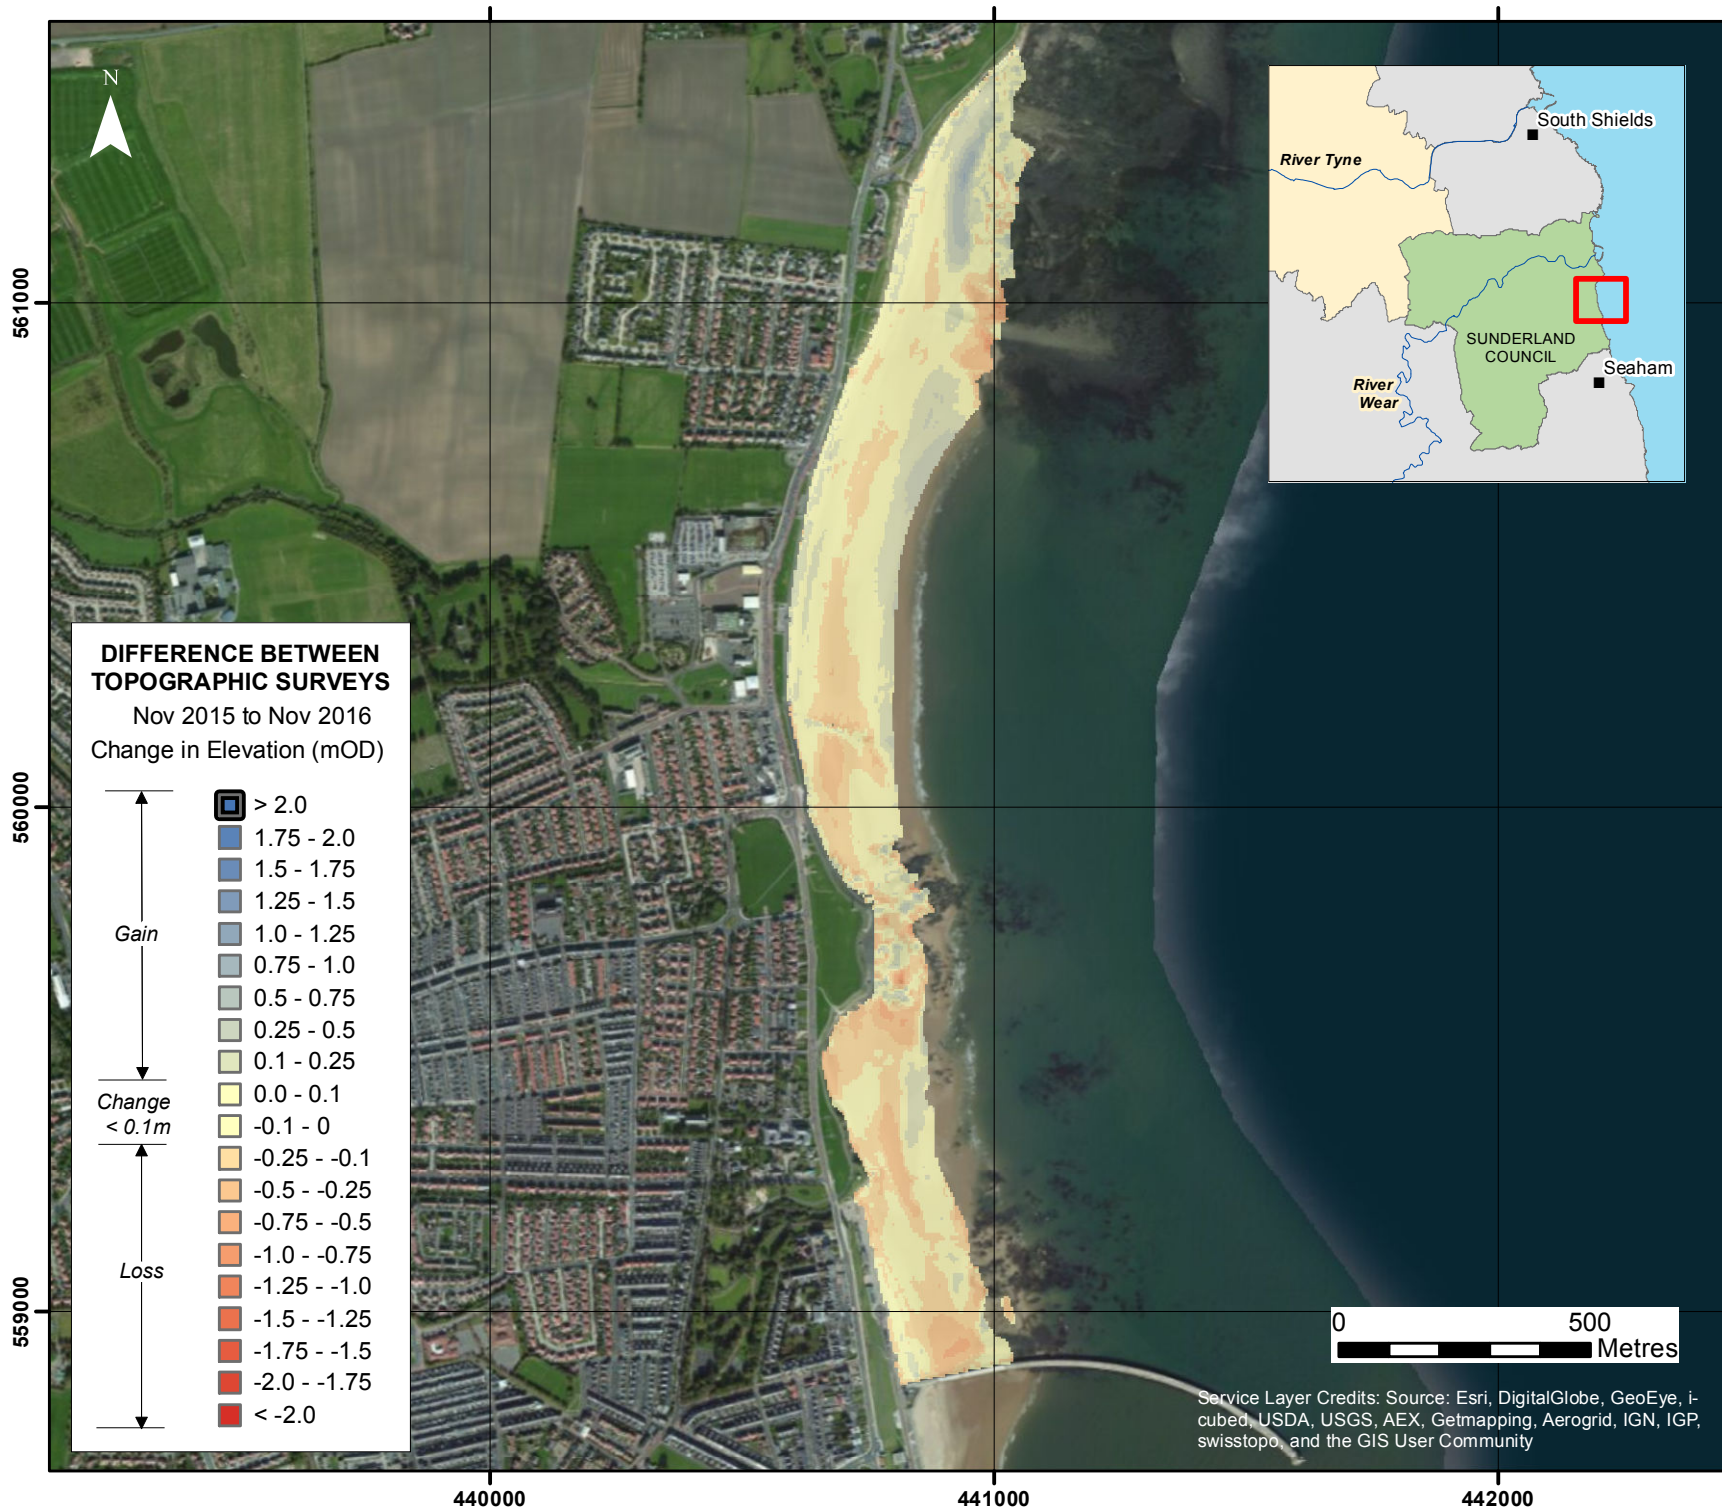 N
South Shields
River Tyne
SUNDERLAND
COUNCIL
River
Wear
Seaham
561000
560000
559000
DIFFERENCE BETWEEN
TOPOGRAPHIC SURVEYS
Nov 2015 to Nov 2016
Change in Elevation (mOD)
> 2.0
1.75 - 2.0
1.5 - 1.75
1.25 - 1.5
1.0 - 1.25
Gain
0.75 - 1.0
0.5 - 0.75
0.25 - 0.5
0.1 - 0.25
0.0 - 0.1
Change
< 0.1m
-0.1 - 0
-0.25 - -0.1
-0.5 - -0.25
-0.75 - -0.5
-1.0 - -0.75
Loss
-1.25 - -1.0
-1.5 - -1.25
-1.75 - -1.5
-2.0 - -1.75
< -2.0
0 500
Metres
Service Layer Credits: Source: Esri, DigitalGlobe, GeoEye, i-
cubed, USDA, USGS, AEX, Getmapping, Aerogrid, IGN, IGP,
swisstopo, and the GIS User Community
440000 441000 442000